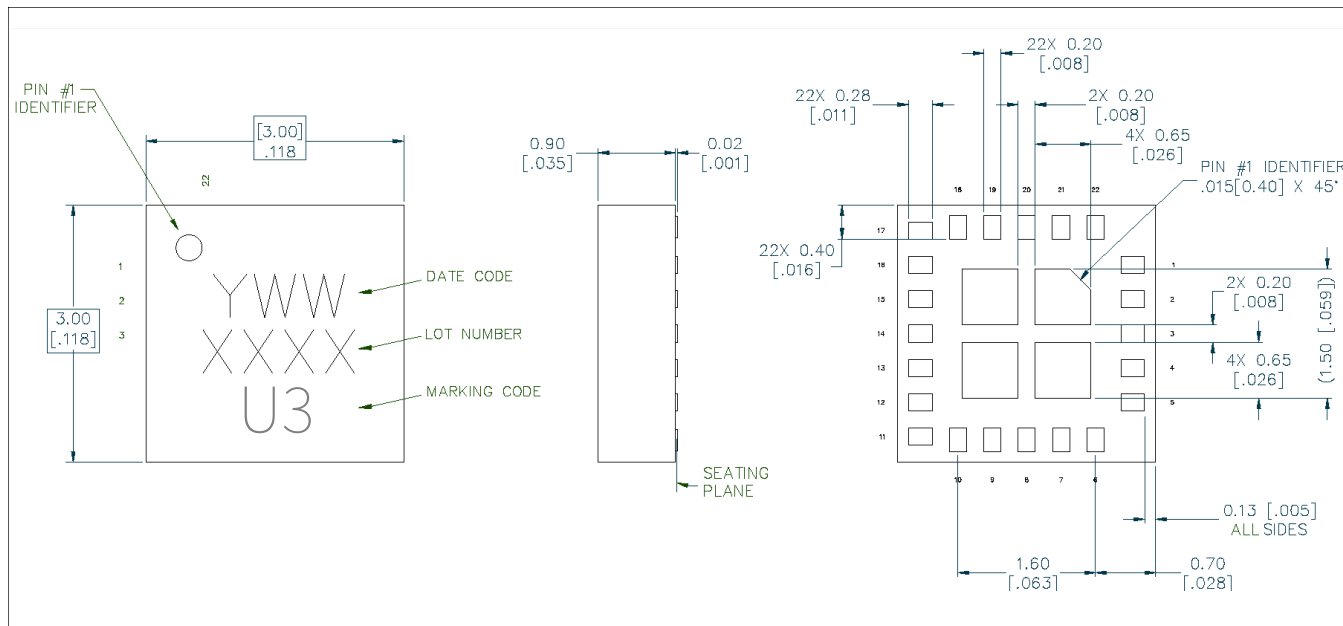 PIN #1
IDENTIFIER
[3.00]
.118
22
3.00
[.118]
1
2
3
YWW
XXXX
U3
DATE CODE
LOT NUMBER
MARKING CODE
0.90
[.035]
0.02
[.001]
SEATING
PLANE
22X 0.20
[.008]
22X 0.28
[.011]
2X 0.20
[.008]
4X 0.65
[.026]
PIN #1 IDENTIFIER
.015[0.40] X 45°
22X 0.40
[.016]
18 19 20 21 22
17
16
15
14
13
12
11
1
2
3
4
5
10 9 8 7 6
2X 0.20
[.008]
4X 0.65
[.026]
(1.50 [.059])
0.13 [.005]
ALL SIDES
1.60
[.063]
0.70
[.028]